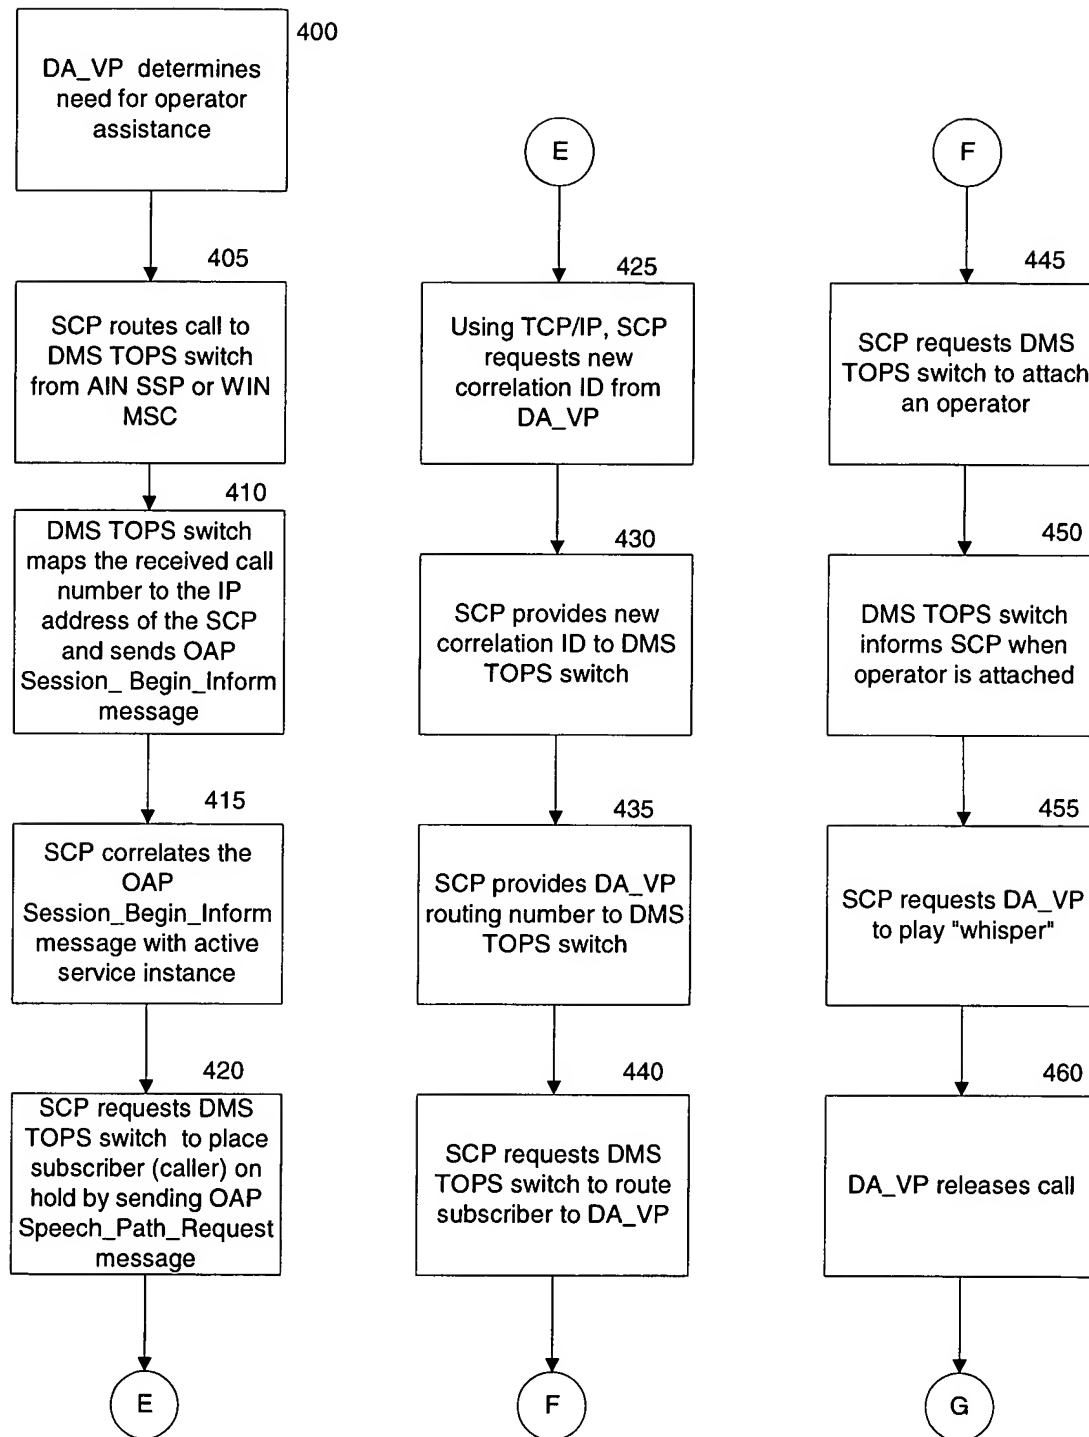 400
DA_VP determines
need for operator
assistance
405
SCP routes call to
DMS TOPS switch
from AIN SSP or WIN
MSC
410
DMS TOPS switch
maps the received call
number to the IP
address of the SCP
and sends OAP
Session_ Begin_Inform
message
415
SCP correlates the
OAP
Session_Begin_Inform
message with active
service instance
420
SCP requests DMS
TOPS switch to place
subscriber (caller) on
hold by sending OAP
Speech_Path_Request
message
E
E
425
Using TCP/IP, SCP
requests new
correlation ID from
DA_VP
430
SCP provides new
correlation ID to DMS
TOPS switch
435
SCP provides DA_VP
routing number to DMS
TOPS switch
440
SCP requests DMS
TOPS switch to route
subscriber to DA_VP
F
F
445
SCP requests DMS
TOPS switch to attach
an operator
450
DMS TOPS switch
informs SCP when
operator is attached
455
SCP requests DA_VP
to play "whisper"
460
DA_VP releases call
G